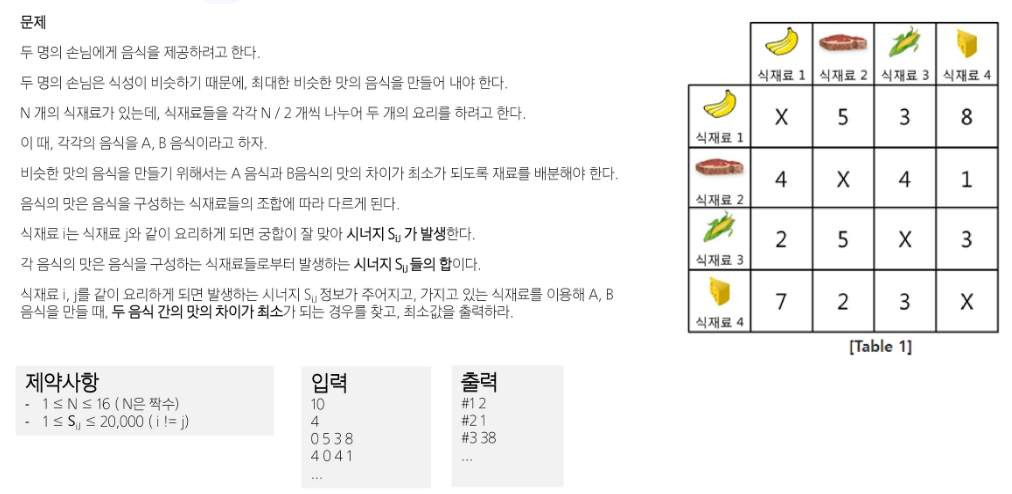 문제
두 명의 손님에게 음식을 제공하려고 한다.
두 명의 손님은 식성이 비슷하기 때문에, 최대한 비슷한 맛의 음식을 만들어 내야 한다.
N 개의 식재료가 있는데, 식재료들을 각각 N / 2 개씩 나누어 두 개의 요리를 하려고 한다.
이 때, 각각의 음식을 A, B 음식이라고 하자.
비슷한 맛의 음식을 만들기 위해서는 A 음식과 B음식의 맛의 차이가 최소가 되도록 재료를 배분해야 한다.
음식의 맛은 음식을 구성하는 식재료들의 조합에 따라 다르게 된다.
식재료 i는 식재료 j와 같이 요리하게 되면 궁합이 잘 맞아 시너지 Sij 가 발생한다.
각 음식의 맛은 음식을 구성하는 식재료들로부터 발생하는 시너지 Sij 들의 합이다.
식재료 i, j를 같이 요리하게 되면 발생하는 시너지 Sij 정보가 주어지고, 가지고 있는 식재료를 이용해 A, B
음식을 만들 때, 두 음식 간의 맛의 차이가 최소가 되는 경우를 찾고, 최소값을 출력하라.
제약사항
- 1 ≤ N ≤ 16 ( N은 짝수)
- 1 ≤ Sij ≤ 20,000 ( i != j)
입력
10
4
0 5 3 8
4 0 4 1
...
출력
#1 2
#2 1
#3 38
...
식재료 1 식재료 2 식재료 3 식재료 4
식재료 1 X 5 3 8
식재료 2 4 X 4 1
식재료 3 2 5 X 3
식재료 4 7 2 3 X
[Table 1]